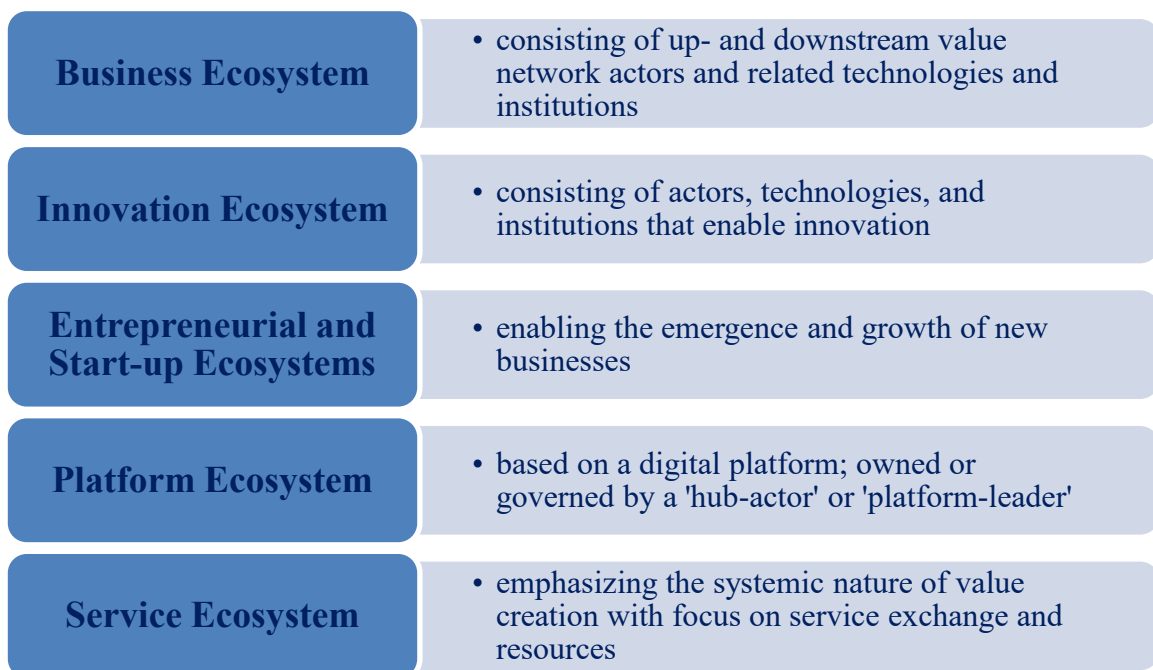 Business Ecosystem
• consisting of up- and downstream value
network actors and related technologies and
institutions
Innovation Ecosystem
• consisting of actors, technologies, and
institutions that enable innovation
Entrepreneurial and
Start-up Ecosystems
• enabling the emergence and growth of new
businesses
Platform Ecosystem
• based on a digital platform; owned or
governed by a 'hub-actor' or 'platform-leader'
Service Ecosystem
• emphasizing the systemic nature of value
creation with focus on service exchange and
resources